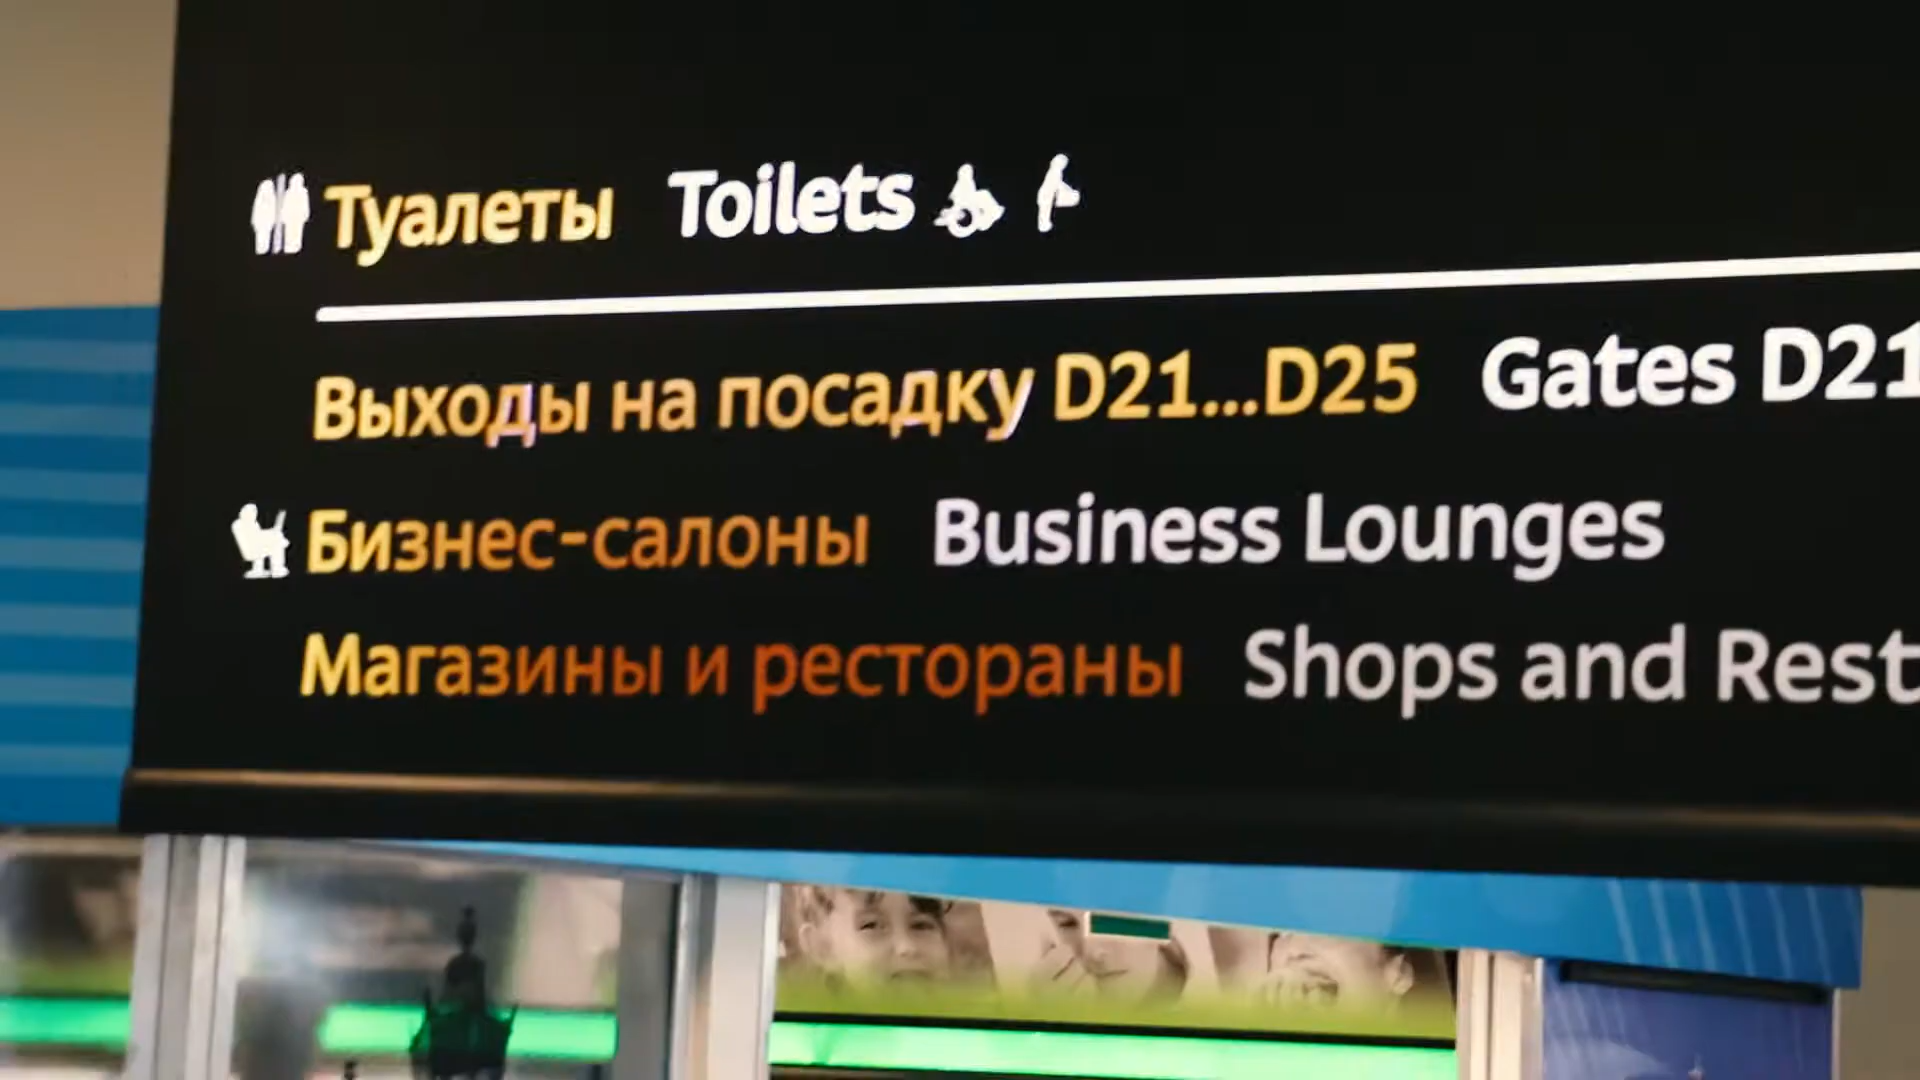 Туалеты Toilets
Выходы на посадку D21...D25 Gates D21
Бизнес-салоны Business Lounges
Магазины и рестораны Shops and Rest